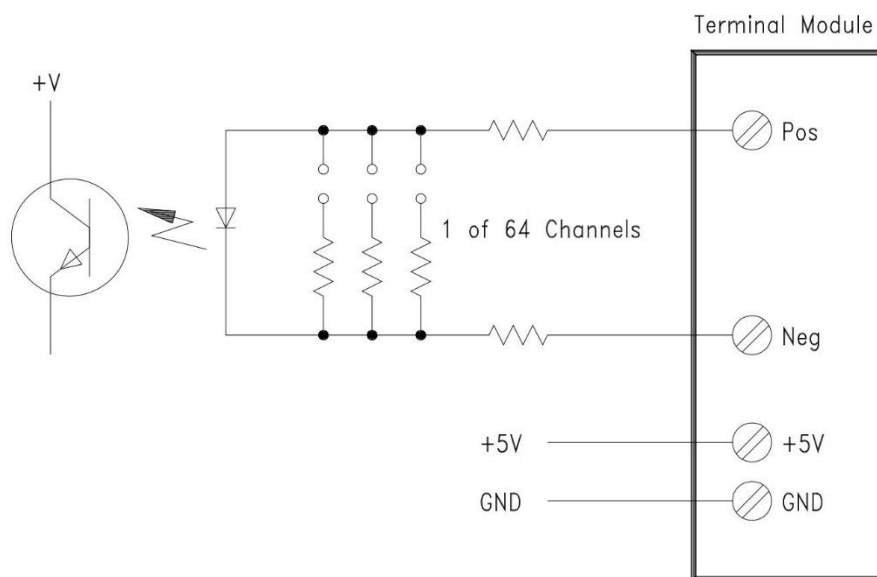 Terminal Module
+V
Pos
1 of 64 Channels
Neg
+5V
+5V
GND
GND